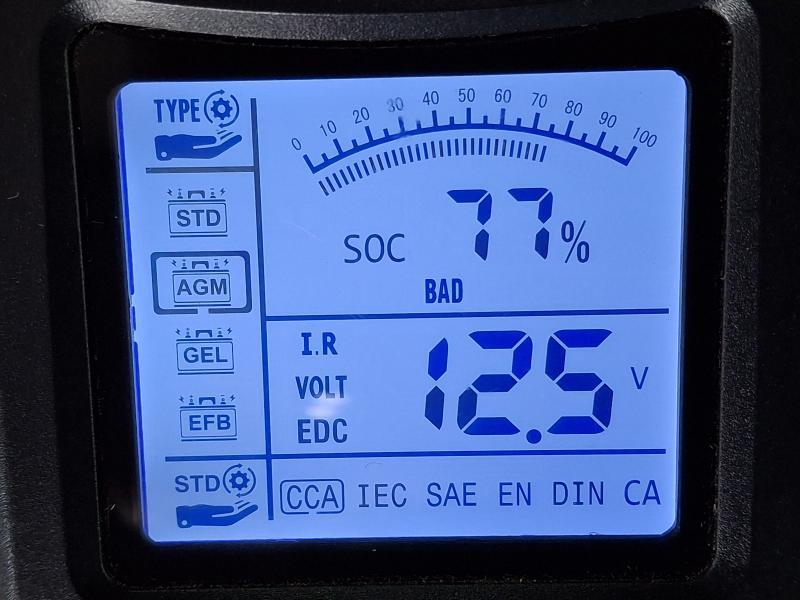 TYPE
0 10 20 30 40 50 60 70 80 90 100
STD
SOC 77%
AGM
BAD
I.R
GEL
VOLT 12.5 V
EFB
EDC
STD
CCA IEC SAE EN DIN CA